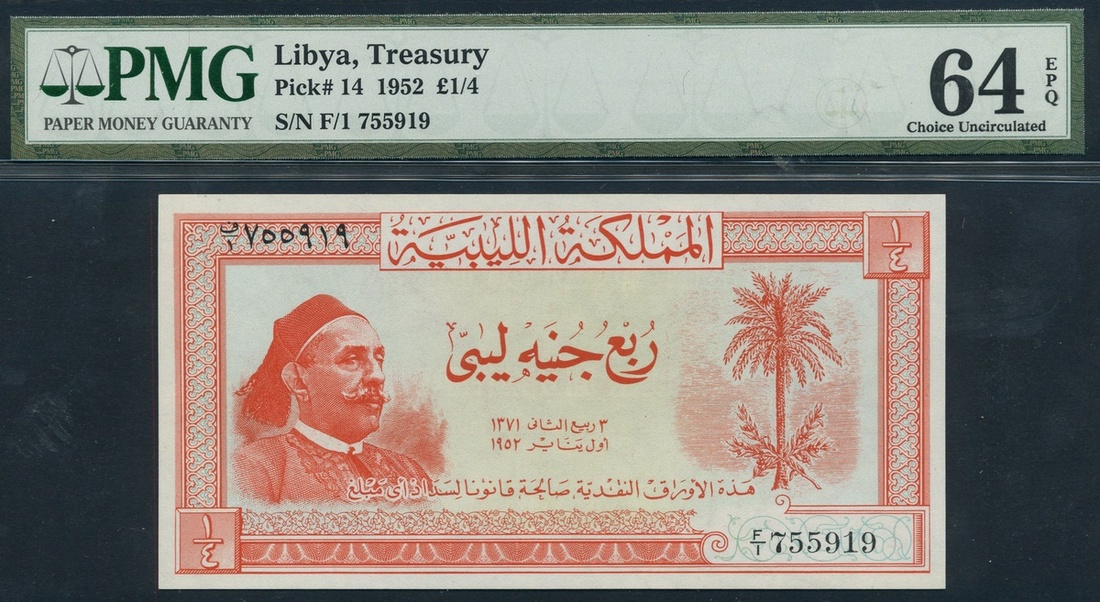 PMG
PAPER MONEY GUARANTY
Libya, Treasury
Pick# 14 1952 £1/4
S/N F/1 755919
64
EPQ
Choice Uncirculated
ف/١ ٧٥٥٩١٩
المملكة الليبية
١/٤
ربع جنيه ليبى
٣ ربيع الثانى ١٣٧١
اول يناير ١٩٥٢
هذه الأوراق النقدية صالحة قانونا لسداد أى مبلغ
١/٤
F/1 755919